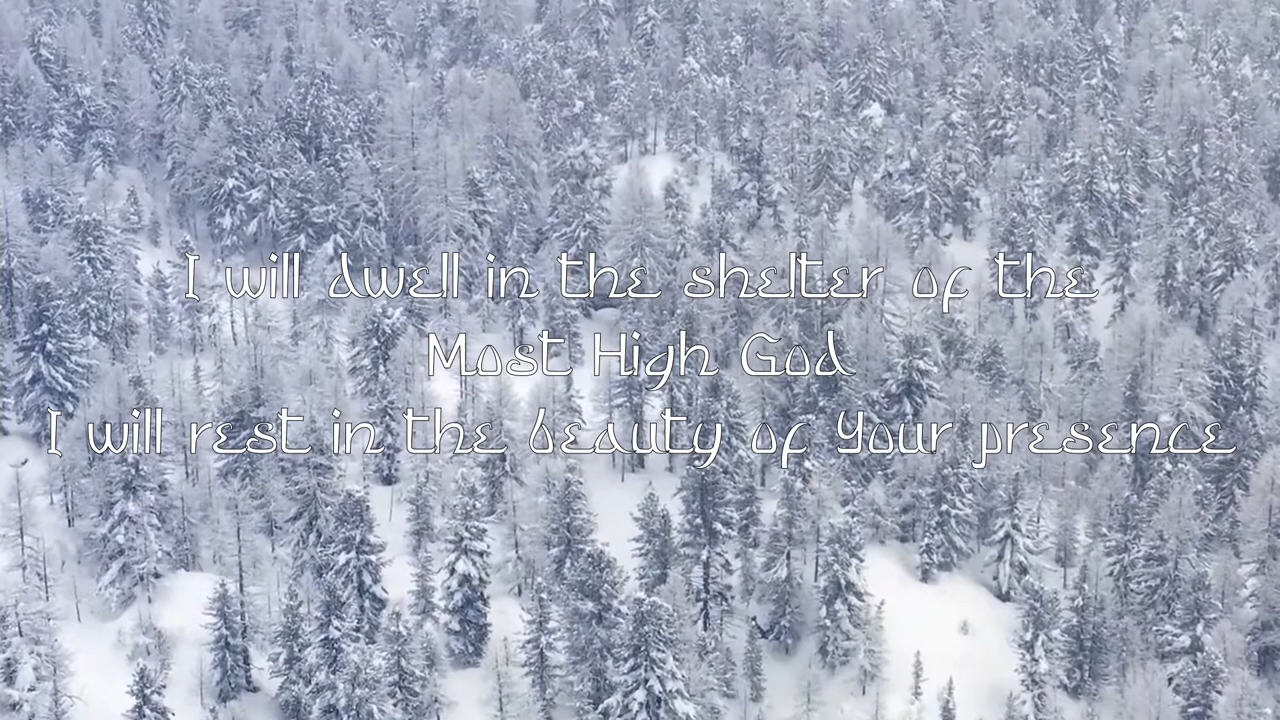 I will dwell in the shelter of the
Most High God
I will rest in the beauty of Your presence